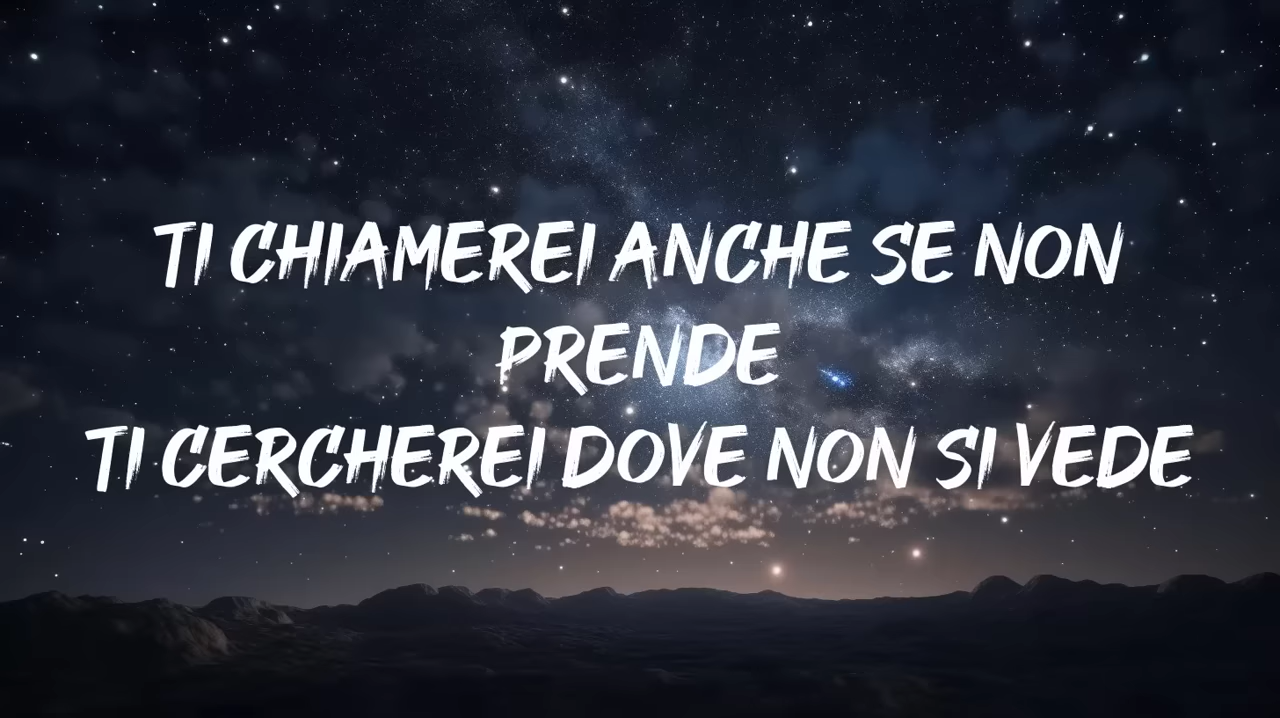 TI CHIAMEREI ANCHE SE NON
PRENDE
TI CERCHEREI DOVE NON SI VEDE